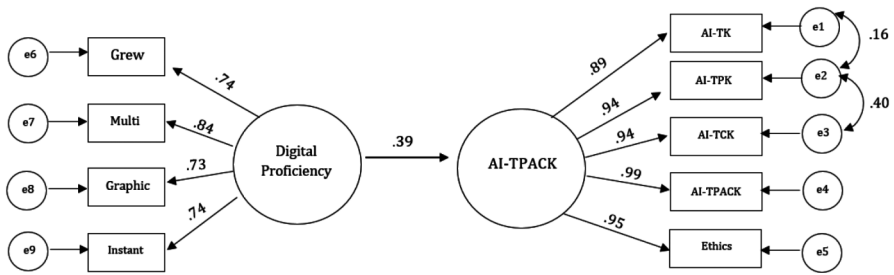 e6
Grew
.74
e7
Multi
.84
e8
Graphic
.73
e9
Instant
.74
Digital
Proficiency
.39
AI-TPACK
.89
AI-TK
e1
.16
.94
AI-TPK
e2
.40
.94
AI-TCK
e3
.99
AI-TPACK
e4
.95
Ethics
e5